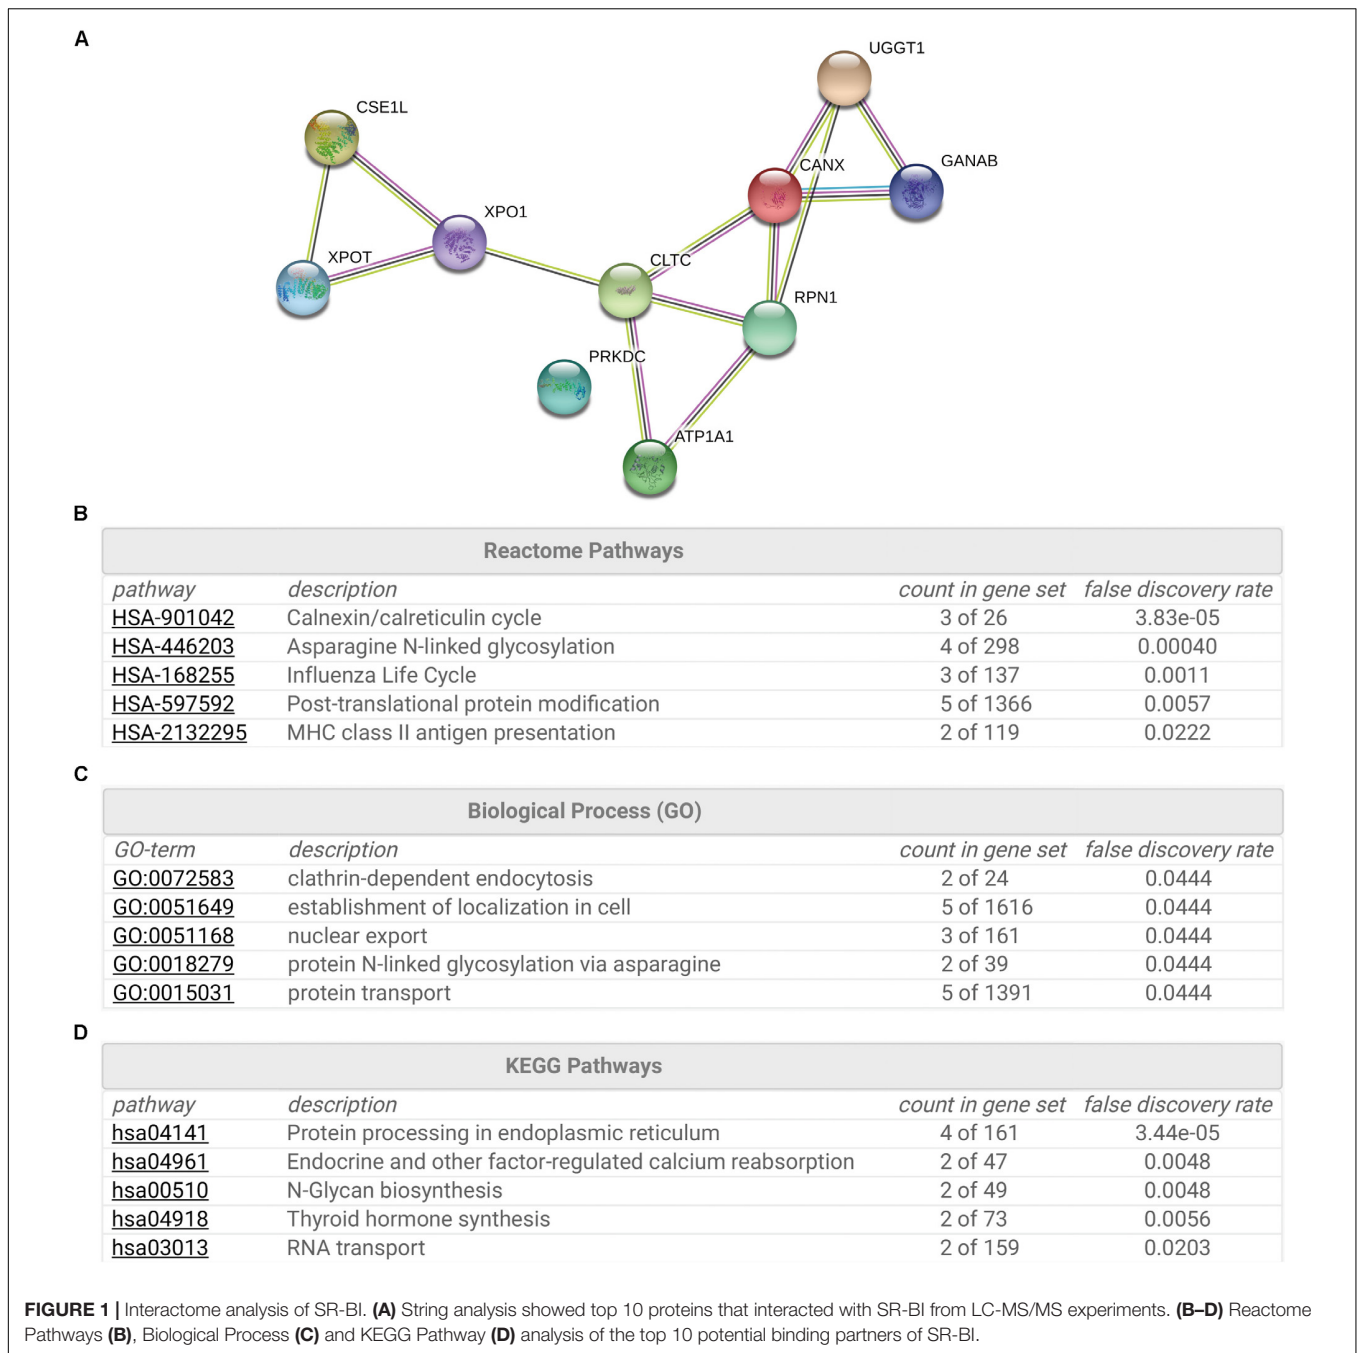 A
UGGT1
CSE1L
CANX
GANAB
XPO1
XPOT
CLTC
RPN1
PRKDC
ATP1A1
B
Reactome Pathways
pathway description count in gene set false discovery rate
HSA-901042 Calnexin/calreticulin cycle 3 of 26 3.83e-05
HSA-446203 Asparagine N-linked glycosylation 4 of 298 0.00040
HSA-168255 Influenza Life Cycle 3 of 137 0.0011
HSA-597592 Post-translational protein modification 5 of 1366 0.0057
HSA-2132295 MHC class II antigen presentation 2 of 119 0.0222
C
Biological Process (GO)
GO-term description count in gene set false discovery rate
GO:0072583 clathrin-dependent endocytosis 2 of 24 0.0444
GO:0051649 establishment of localization in cell 5 of 1616 0.0444
GO:0051168 nuclear export 3 of 161 0.0444
GO:0018279 protein N-linked glycosylation via asparagine 2 of 39 0.0444
GO:0015031 protein transport 5 of 1391 0.0444
D
KEGG Pathways
pathway description count in gene set false discovery rate
hsa04141 Protein processing in endoplasmic reticulum 4 of 161 3.44e-05
hsa04961 Endocrine and other factor-regulated calcium reabsorption 2 of 47 0.0048
hsa00510 N-Glycan biosynthesis 2 of 49 0.0048
hsa04918 Thyroid hormone synthesis 2 of 73 0.0056
hsa03013 RNA transport 2 of 159 0.0203
FIGURE 1 | Interactome analysis of SR-BI. (A) String analysis showed top 10 proteins that interacted with SR-BI from LC-MS/MS experiments. (B–D) Reactome
Pathways (B), Biological Process (C) and KEGG Pathway (D) analysis of the top 10 potential binding partners of SR-BI.